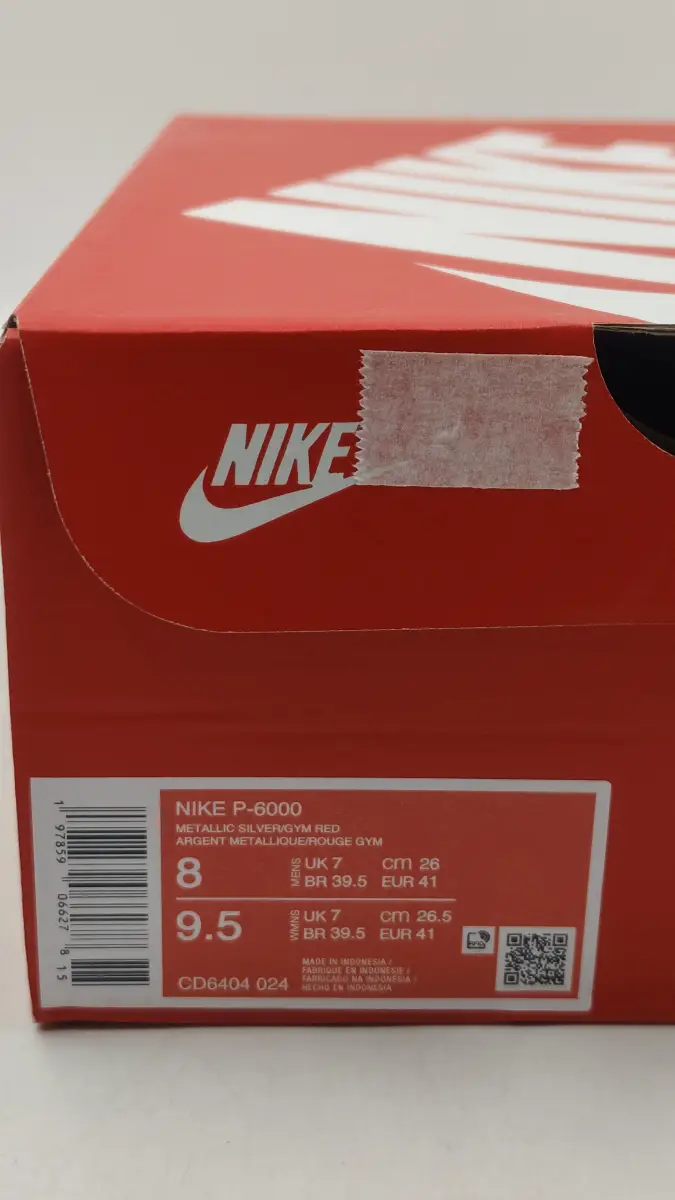 NIKE
NIKE P-6000
METALLIC SILVER/GYM RED
ARGENT METALLIQUE/ROUGE GYM
8 MENS UK 7 cm 26
BR 39.5 EUR 41
9.5 WMNS UK 7 cm 26.5
BR 39.5 EUR 41
CD6404 024
MADE IN INDONESIA /
FABRIQUE EN INDONESIE /
FABRICADO NA INDONESIA /
HECHO EN INDONESIA
1 97859 06627 8 15